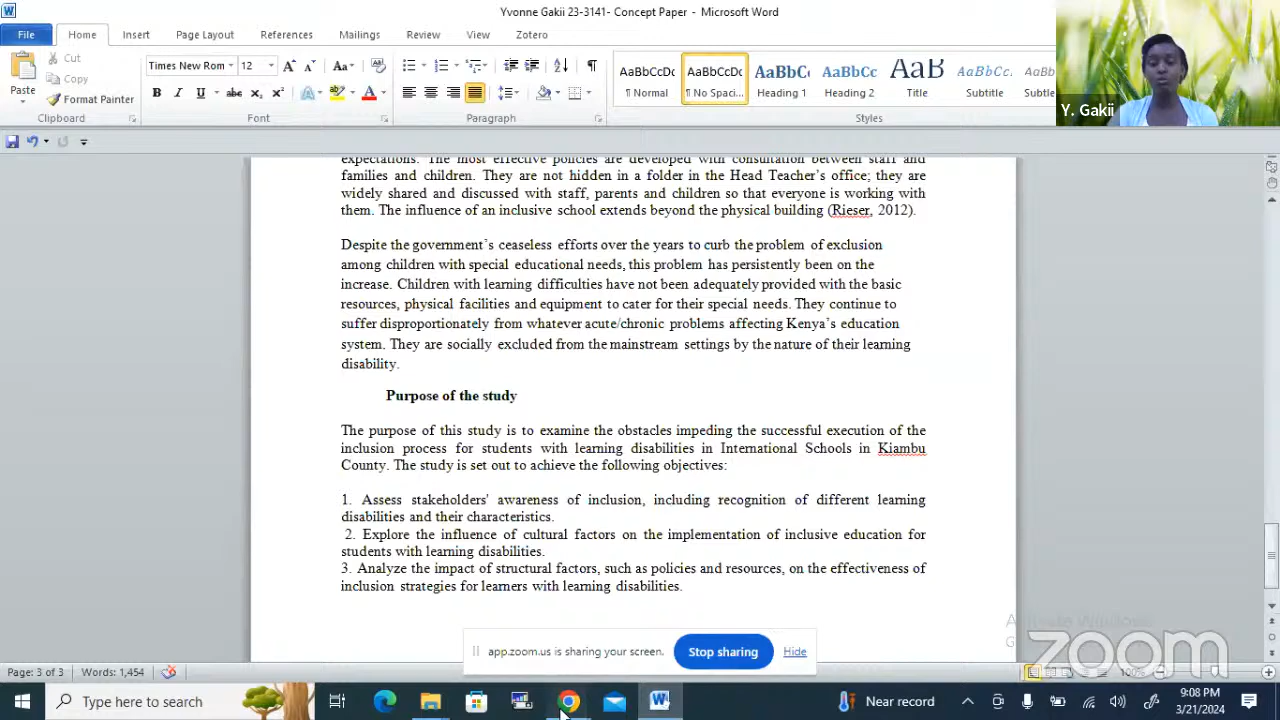 Yvonne Gakii 23-3141- Concept Paper - Microsoft Word
File Home Insert Page Layout References Mailings Review View Zotero
Cut
Copy
Paste
Format Painter
Clipboard
Times New Rom 12
Font
Paragraph
AaBbCcDc AaBbCcDc AaBbC AaBbCc AaB AaBbCc. AaBb
¶ Normal ¶ No Spaci... Heading 1 Heading 2 Title Subtitle Subtle
Styles
Y. Gakii
expectations. The most effective policies are developed with consultation between staff and
families and children. They are not hidden in a folder in the Head Teacher's office; they are
widely shared and discussed with staff, parents and children so that everyone is working with
them. The influence of an inclusive school extends beyond the physical building (Rieser, 2012).
Despite the government's ceaseless efforts over the years to curb the problem of exclusion
among children with special educational needs, this problem has persistently been on the
increase. Children with learning difficulties have not been adequately provided with the basic
resources, physical facilities and equipment to cater for their special needs. They continue to
suffer disproportionately from whatever acute/chronic problems affecting Kenya's education
system. They are socially excluded from the mainstream settings by the nature of their learning
disability.
Purpose of the study
The purpose of this study is to examine the obstacles impeding the successful execution of the
inclusion process for students with learning disabilities in International Schools in Kiambu
County. The study is set out to achieve the following objectives:
1. Assess stakeholders' awareness of inclusion, including recognition of different learning
disabilities and their characteristics.
2. Explore the influence of cultural factors on the implementation of inclusive education for
students with learning disabilities.
3. Analyze the impact of structural factors, such as policies and resources, on the effectiveness of
inclusion strategies for learners with learning disabilities.
app.zoom.us is sharing your screen. Stop sharing Hide
zoom
Page: 3 of 3 Words: 1,454 100%
Type here to search
Near record
9:08 PM
3/21/2024